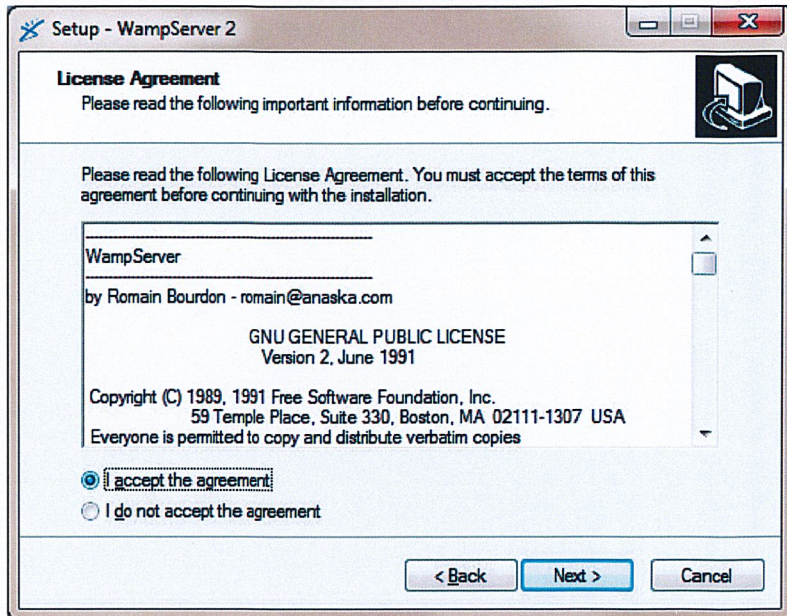 Setup - WampServer 2
License Agreement
Please read the following important information before continuing.
Please read the following License Agreement. You must accept the terms of this
agreement before continuing with the installation.
WampServer
by Romain Bourdon - romain@anaska.com
GNU GENERAL PUBLIC LICENSE
Version 2, June 1991
Copyright (C) 1989, 1991 Free Software Foundation, Inc.
59 Temple Place, Suite 330, Boston, MA 02111-1307 USA
Everyone is permitted to copy and distribute verbatim copies
I accept the agreement
I do not accept the agreement
< Back Next > Cancel